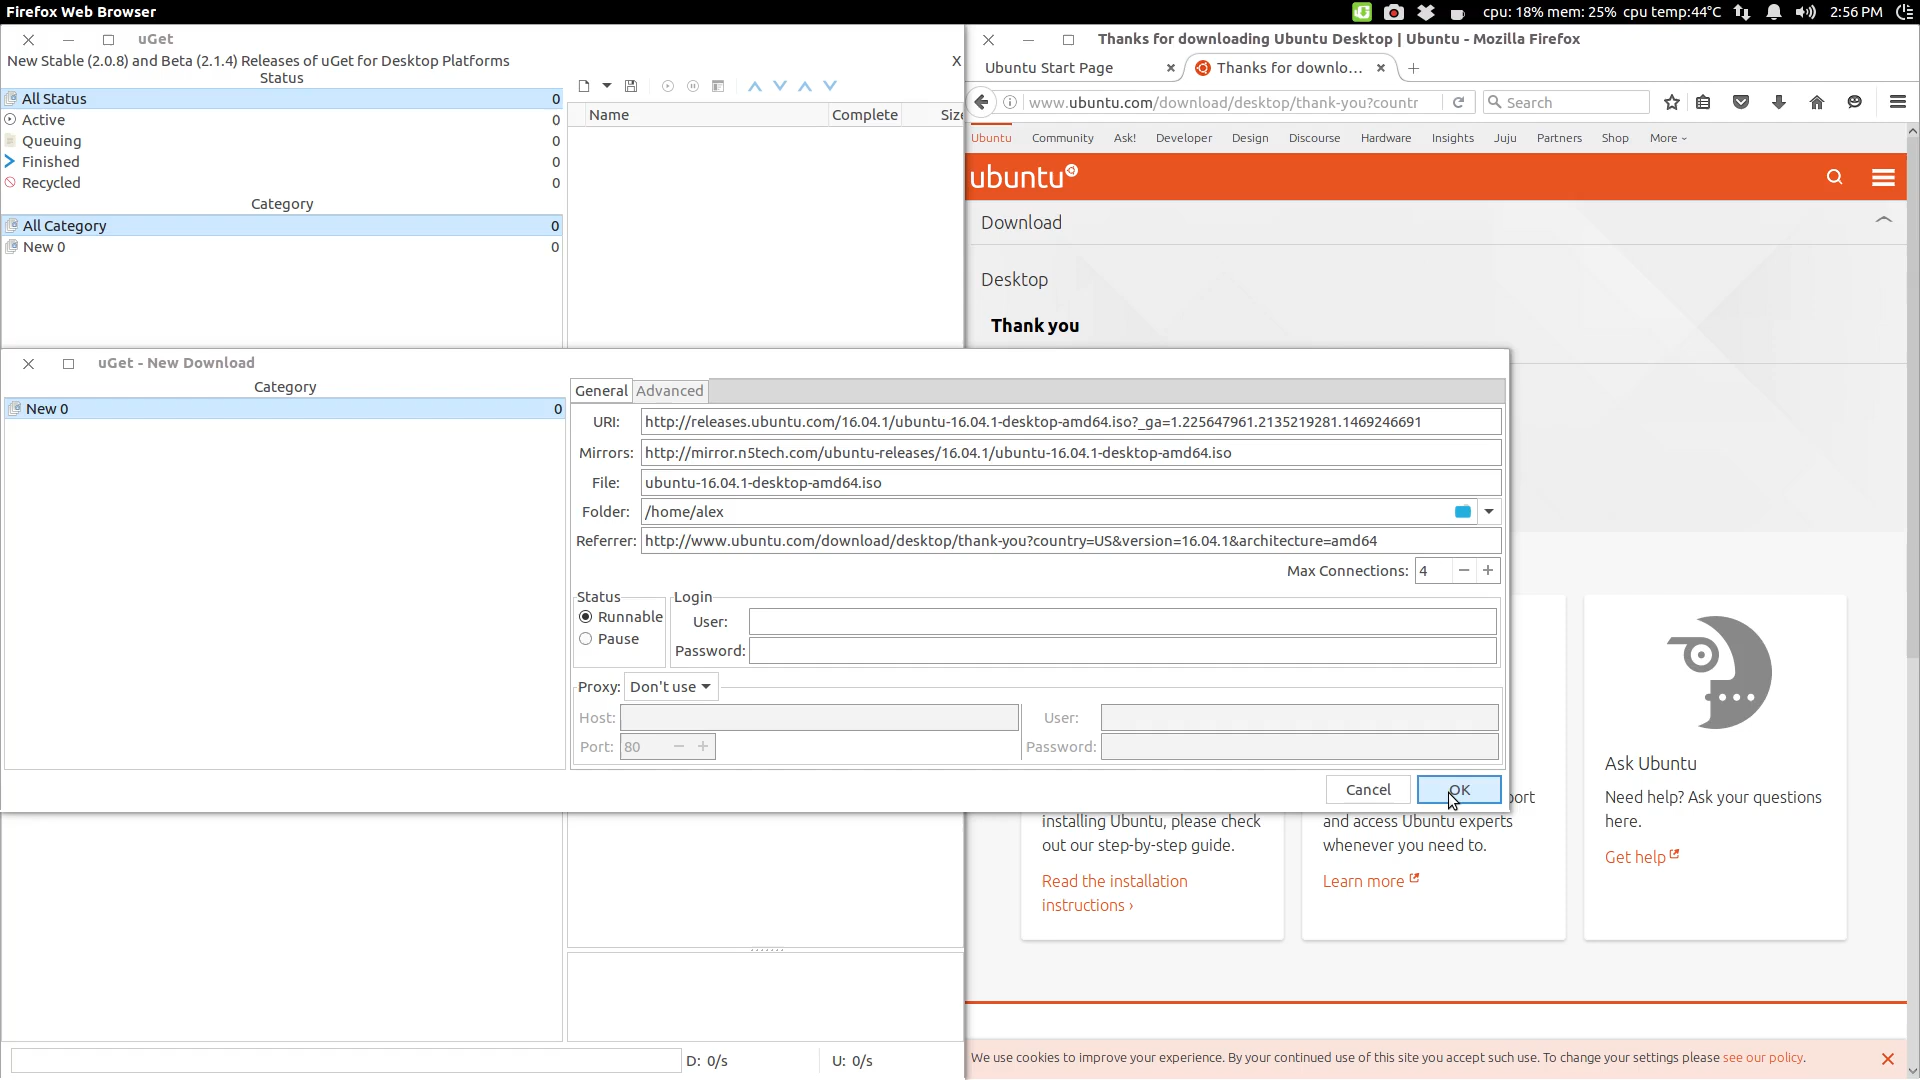 Firefox Web Browser
cpu: 18% mem: 25% cpu temp:44°C
2:56 PM
uGet
New Stable (2.0.8) and Beta (2.1.4) Releases of uGet for Desktop Platforms
X
Status
All Status 0
Active 0
Queuing 0
Finished 0
Recycled 0
Category
All Category 0
New 0 0
Name Complete Size
Thanks for downloading Ubuntu Desktop | Ubuntu - Mozilla Firefox
Ubuntu Start Page
Thanks for downlo...
www.ubuntu.com/download/desktop/thank-you?countr
Search
Ubuntu Community Ask! Developer Design Discourse Hardware Insights Juju Partners Shop More
ubuntu
Download
Desktop
Thank you
uGet - New Download
Category
New 0 0
General Advanced
URI: http://releases.ubuntu.com/16.04.1/ubuntu-16.04.1-desktop-amd64.iso?_ga=1.225647961.2135219281.1469246691
Mirrors: http://mirror.n5tech.com/ubuntu-releases/16.04.1/ubuntu-16.04.1-desktop-amd64.iso
File: ubuntu-16.04.1-desktop-amd64.iso
Folder: /home/alex
Referrer: http://www.ubuntu.com/download/desktop/thank-you?country=US&version=16.04.1&architecture=amd64
Max Connections: 4
Status
Runnable
Pause
Login
User:
Password:
Proxy: Don't use
Host:
Port: 80
User:
Password:
Cancel
OK
installing Ubuntu, please check
out our step-by-step guide.
Read the installation
instructions ›
port
and access Ubuntu experts
whenever you need to.
Learn more
Ask Ubuntu
Need help? Ask your questions
here.
Get help
D: 0/s
U: 0/s
We use cookies to improve your experience. By your continued use of this site you accept such use. To change your settings please see our policy.